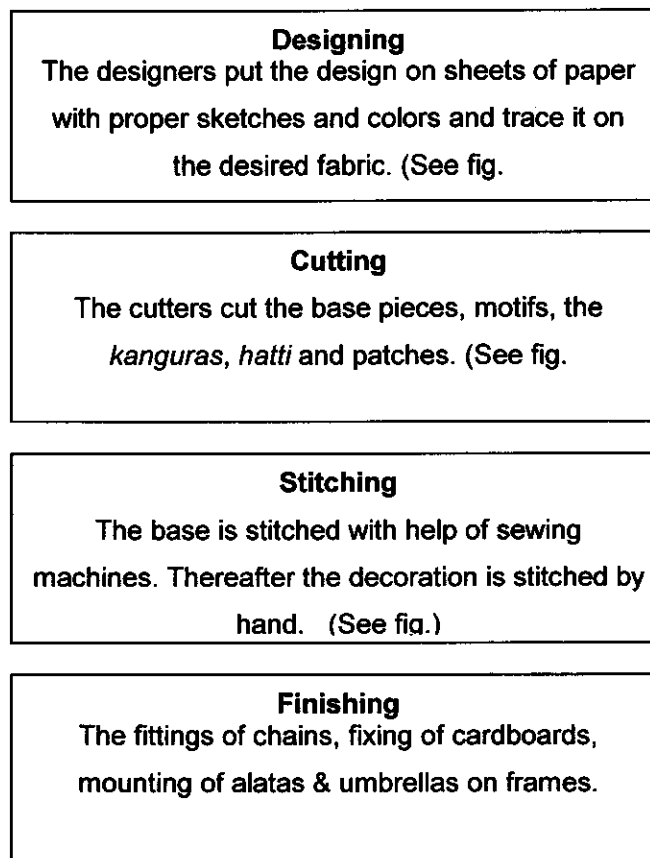 Designing
The designers put the design on sheets of paper
with proper sketches and colors and trace it on
the desired fabric. (See fig.
Cutting
The cutters cut the base pieces, motifs, the
kanguras, hatti and patches. (See fig.
Stitching
The base is stitched with help of sewing
machines. Thereafter the decoration is stitched by
hand. (See fig.)
Finishing
The fittings of chains, fixing of cardboards,
mounting of alatas & umbrellas on frames.